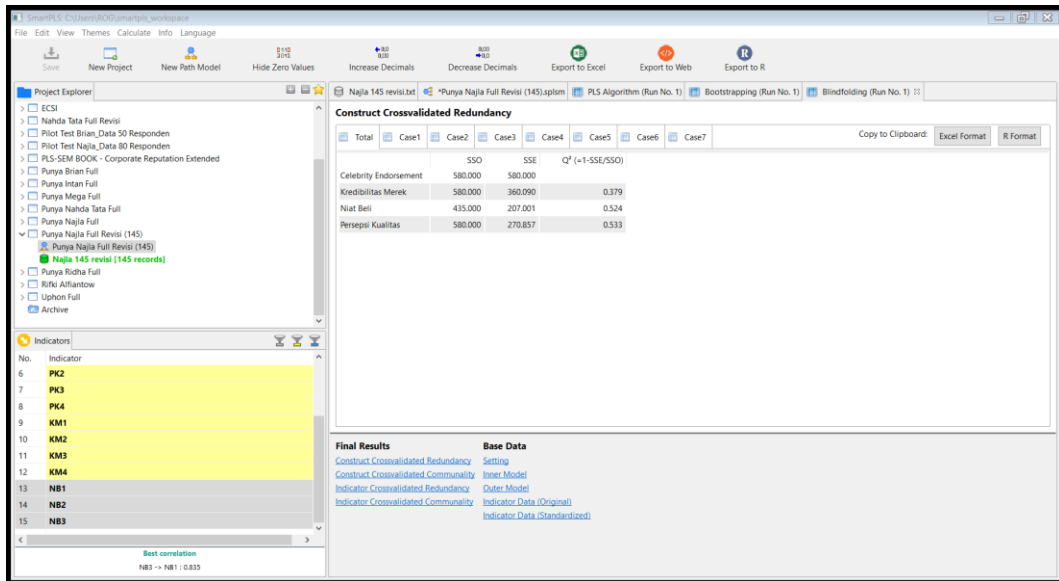 SmartPLS: C:\Users\ROG\smartpls_workspace
File Edit View Themes Calculate Info Language
Save New Project New Path Model Hide Zero Values Increase Decimals Decrease Decimals Export to Excel Export to Web Export to R
Project Explorer
ECSI
Nahda Tata Full Revisi
Pilot Test Brian_Data 50 Responden
Pilot Test Najla_Data 80 Responden
PLS-SEM BOOK - Corporate Reputation Extended
Punya Brian Full
Punya Intan Full
Punya Mega Full
Punya Nahda Tata Full
Punya Najla Full
Punya Najla Full Revisi (145)
Punya Najla Full Revisi (145)
Najla 145 revisi [145 records]
Punya Ridha Full
Rifki Alfiantow
Uphon Full
Archive
Indicators
No. Indicator
6 PK2
7 PK3
8 PK4
9 KM1
10 KM2
11 KM3
12 KM4
13 NB1
14 NB2
15 NB3
Best correlation
NB3 -> NB1 : 0.835
Najla 145 revisi.txt *Punya Najla Full Revisi (145).splsm PLS Algorithm (Run No. 1) Bootstrapping (Run No. 1) Blindfolding (Run No. 1)
Construct Crossvalidated Redundancy
Total Case1 Case2 Case3 Case4 Case5 Case6 Case7 Copy to Clipboard: Excel Format R Format
SSO SSE Q² (=1-SSE/SSO)
Celebrity Endorsement 580.000 580.000
Kredibilitas Merek 580.000 360.090 0.379
Niat Beli 435.000 207.001 0.524
Persepsi Kualitas 580.000 270.857 0.533
Final Results Base Data
Construct Crossvalidated Redundancy Setting
Construct Crossvalidated Communality Inner Model
Indicator Crossvalidated Redundancy Outer Model
Indicator Crossvalidated Communality Indicator Data (Original)
Indicator Data (Standardized)